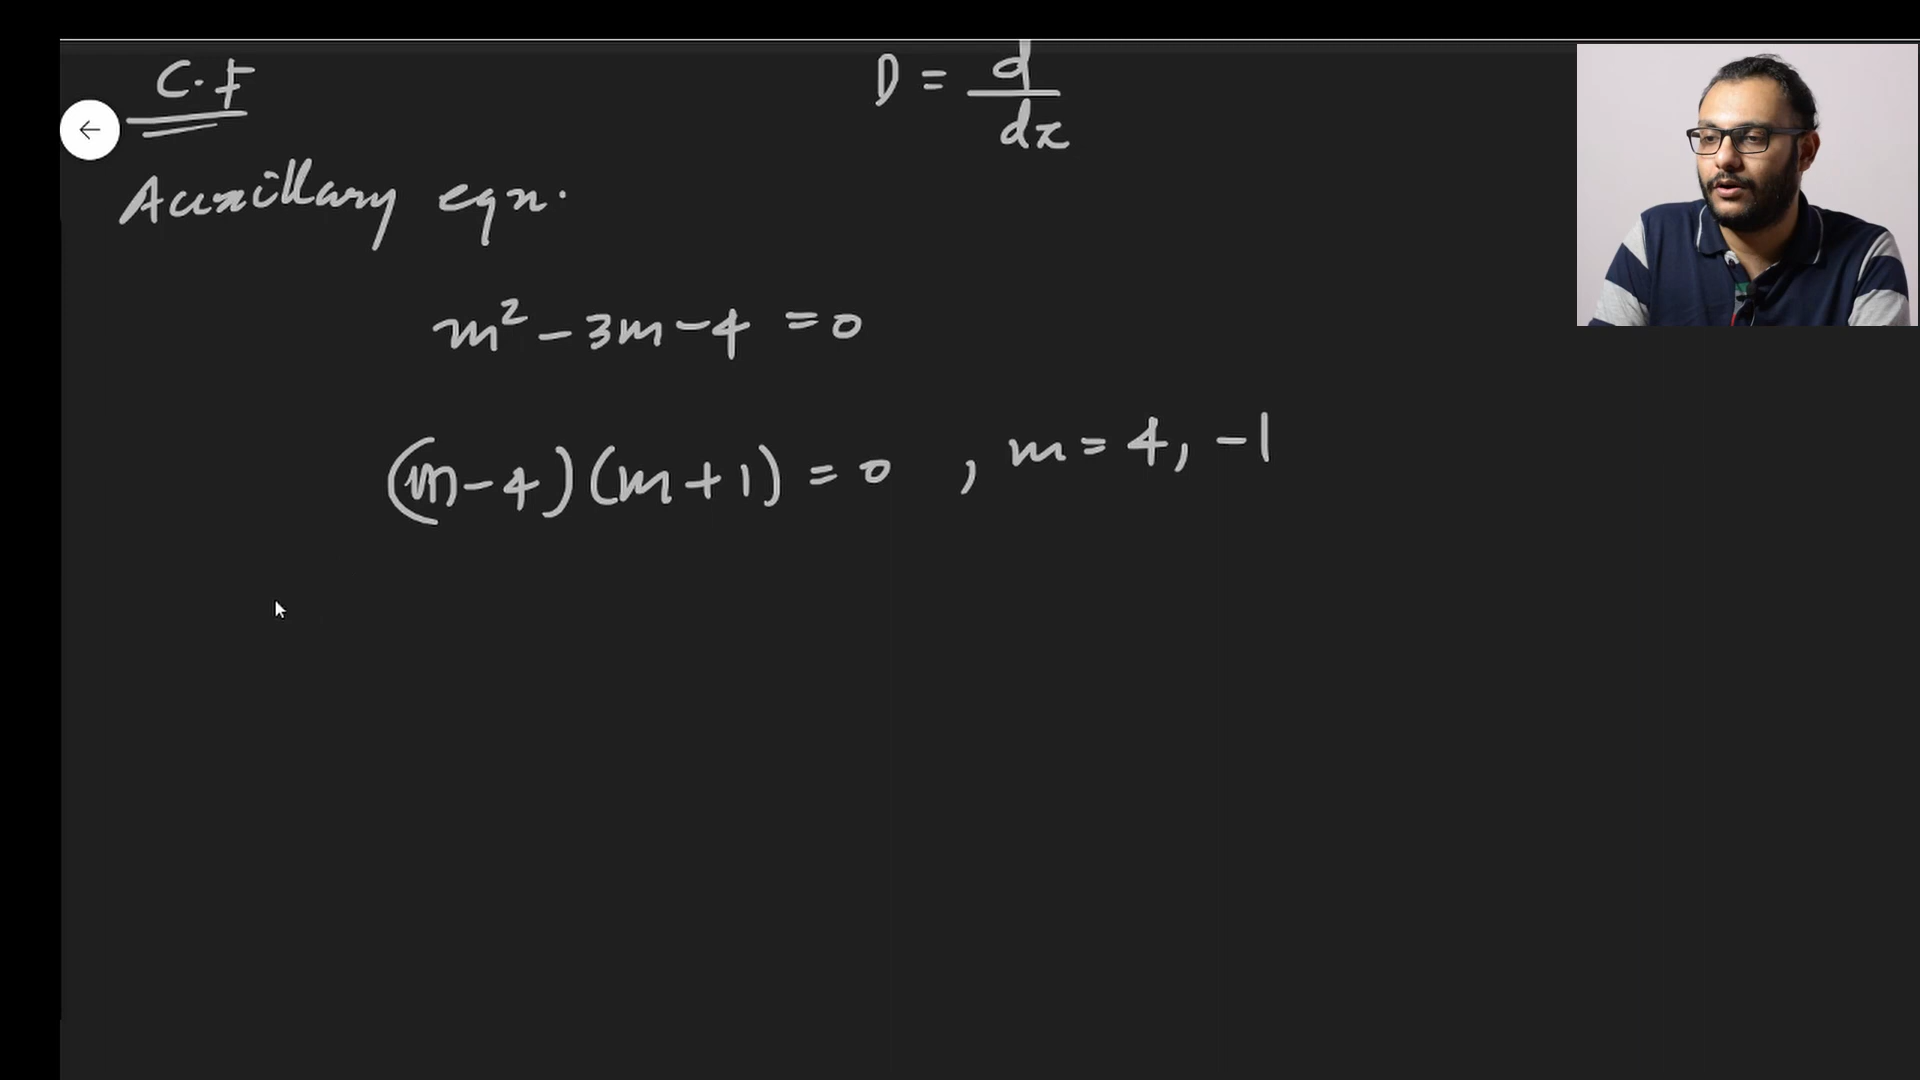 C.F
D = d/dx
Auxillary eqn.
m² - 3m - 4 = 0
(m-4)(m+1) = 0 , m = 4, -1